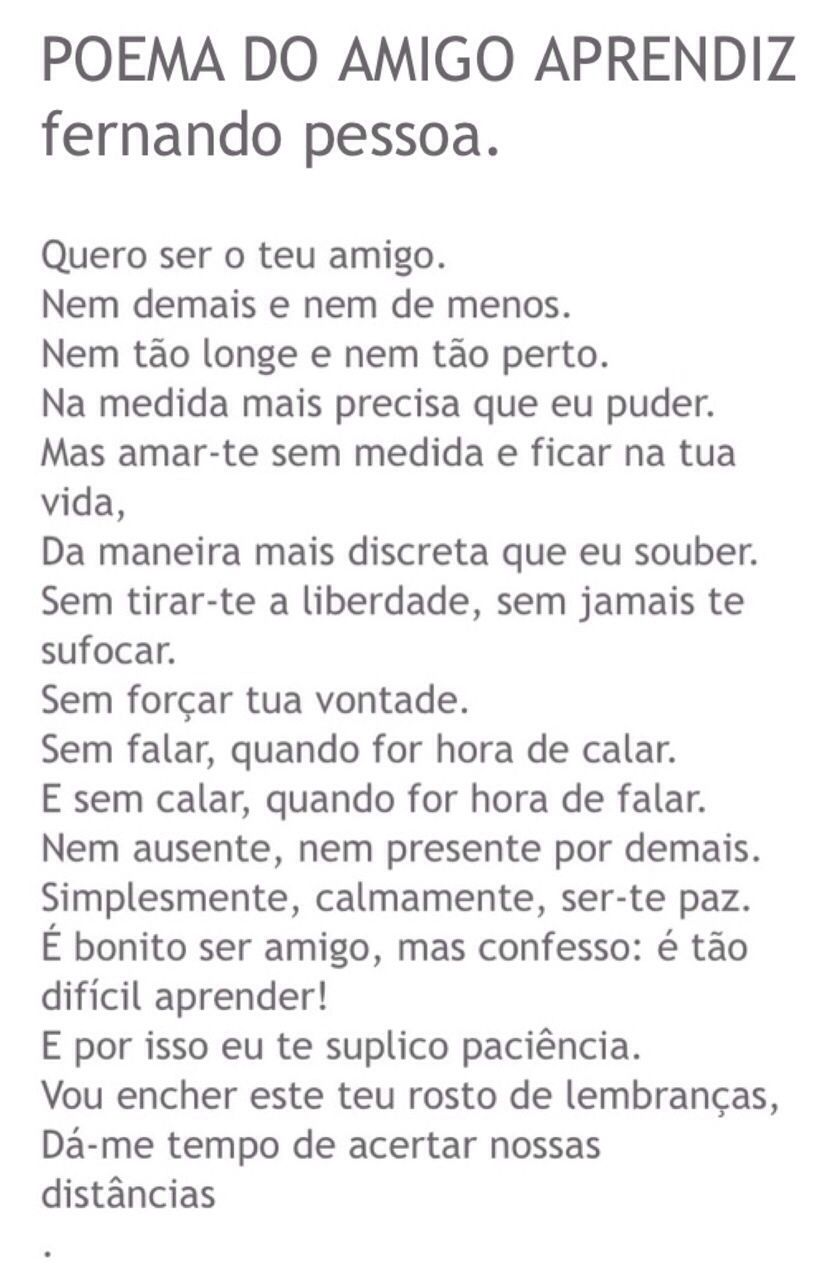 POEMA DO AMIGO APRENDIZ
fernando pessoa.
Quero ser o teu amigo.
Nem demais e nem de menos.
Nem tão longe e nem tão perto.
Na medida mais precisa que eu puder.
Mas amar-te sem medida e ficar na tua
vida,
Da maneira mais discreta que eu souber.
Sem tirar-te a liberdade, sem jamais te
sufocar.
Sem forçar tua vontade.
Sem falar, quando for hora de calar.
E sem calar, quando for hora de falar.
Nem ausente, nem presente por demais.
Simplesmente, calmamente, ser-te paz.
É bonito ser amigo, mas confesso: é tão
difícil aprender!
E por isso eu te suplico paciência.
Vou encher este teu rosto de lembranças,
Dá-me tempo de acertar nossas
distâncias
.